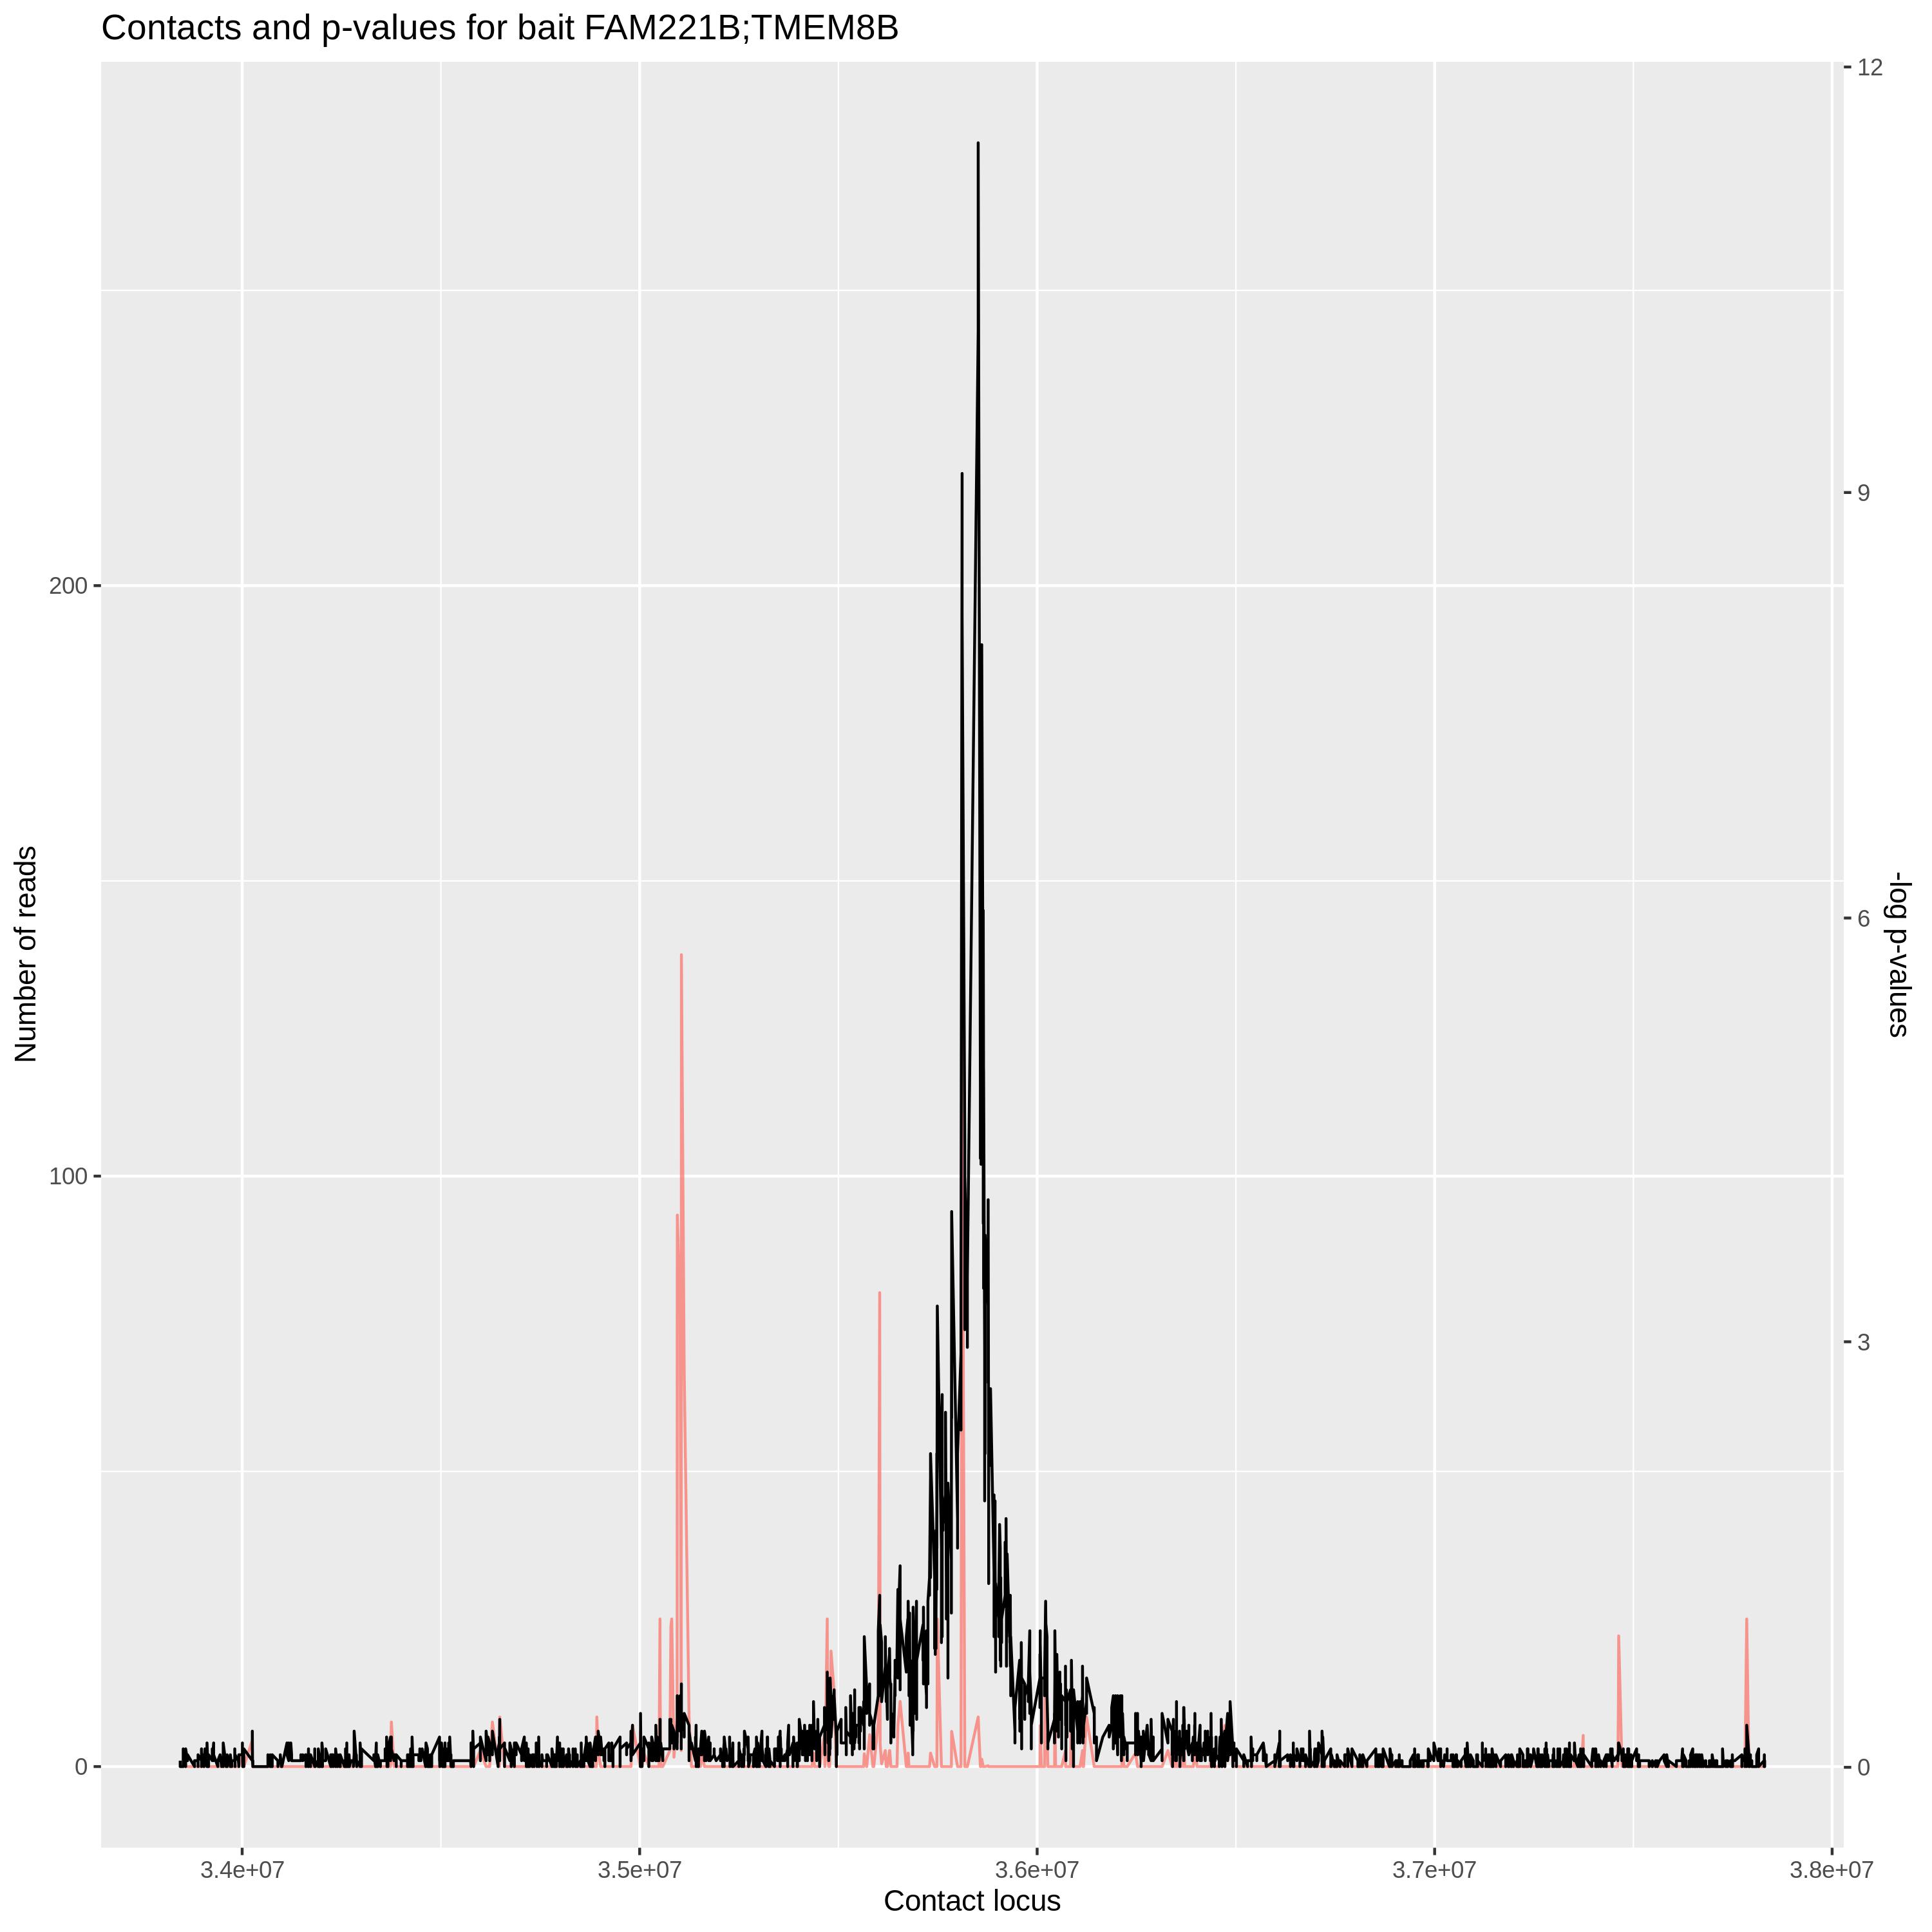 Contacts and p-values for bait FAM221B;TMEM8B
12
9
200
Number of reads
-log p-values
6
100
3
0
0
3.4e+07
3.5e+07
3.6e+07
3.7e+07
3.8e+07
Contact locus